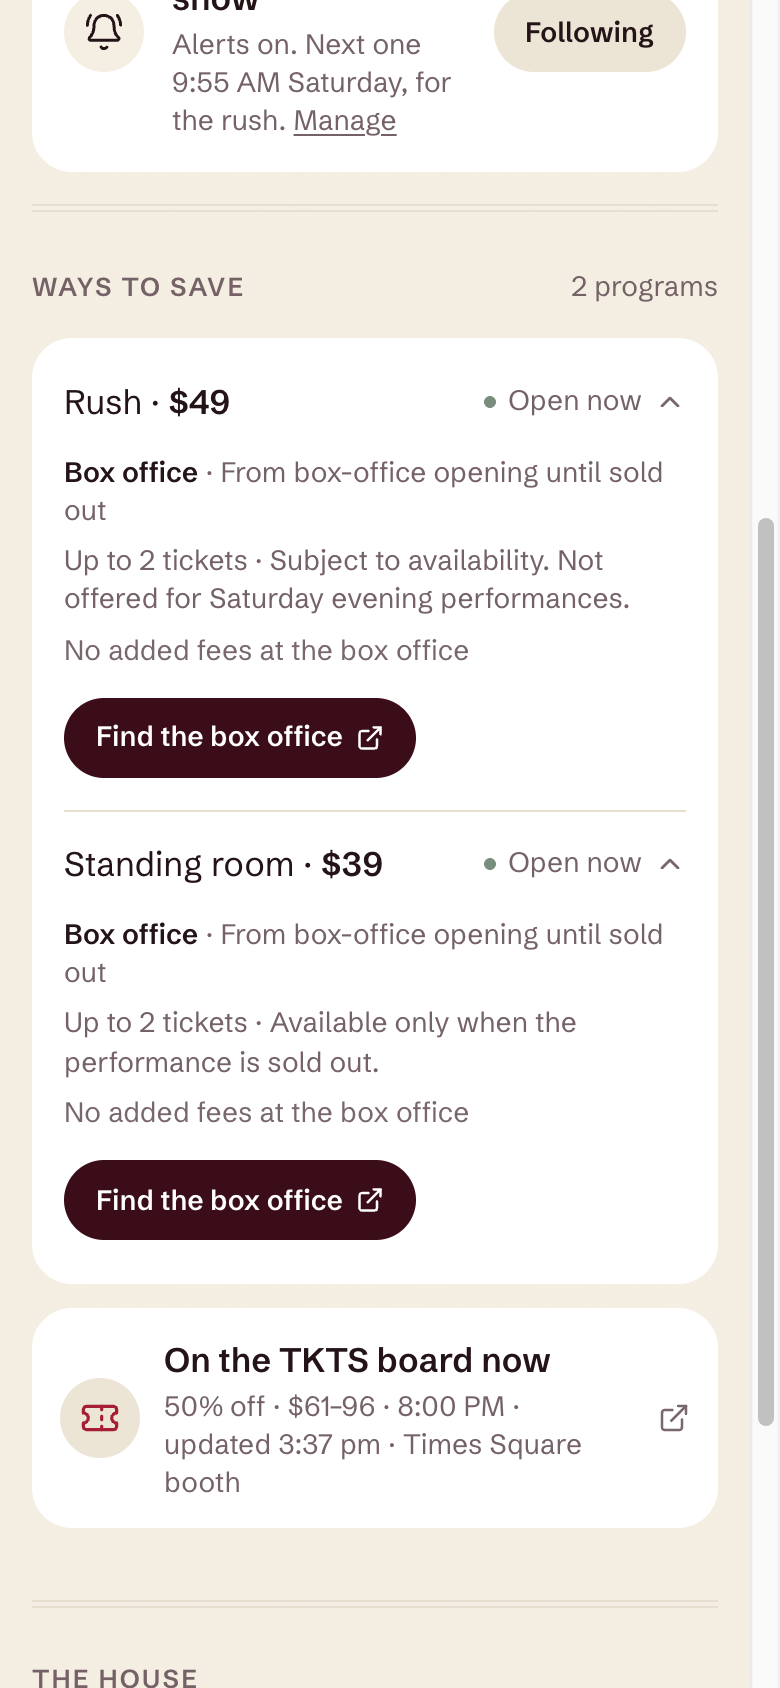 show
Alerts on. Next one
9:55 AM Saturday, for
the rush. Manage
Following
WAYS TO SAVE
2 programs
Rush · $49
Open now
Box office · From box-office opening until sold
out
Up to 2 tickets · Subject to availability. Not
offered for Saturday evening performances.
No added fees at the box office
Find the box office
Standing room · $39
Open now
Box office · From box-office opening until sold
out
Up to 2 tickets · Available only when the
performance is sold out.
No added fees at the box office
Find the box office
On the TKTS board now
50% off · $61–96 · 8:00 PM ·
updated 3:37 pm · Times Square
booth
THE HOUSE